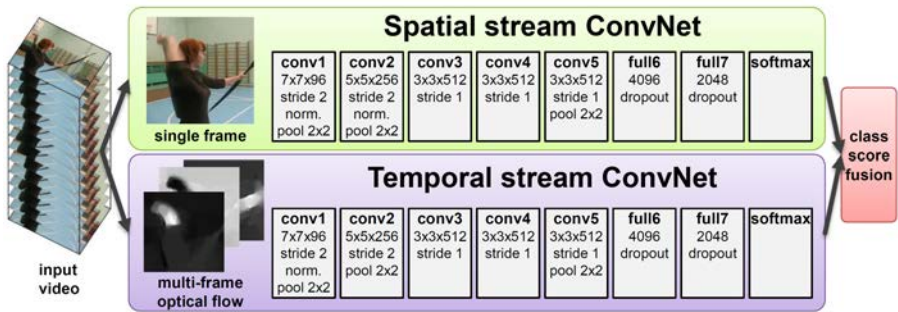 Spatial stream ConvNet
conv1
7x7x96
stride 2
norm.
pool 2x2
conv2
5x5x256
stride 2
norm.
pool 2x2
conv3
3x3x512
stride 1
conv4
3x3x512
stride 1
conv5
3x3x512
stride 1
pool 2x2
full6
4096
dropout
full7
2048
dropout
softmax
single frame
Temporal stream ConvNet
conv1
7x7x96
stride 2
norm.
pool 2x2
conv2
5x5x256
stride 2
pool 2x2
conv3
3x3x512
stride 1
conv4
3x3x512
stride 1
conv5
3x3x512
stride 1
pool 2x2
full6
4096
dropout
full7
2048
dropout
softmax
multi-frame
optical flow
input
video
class
score
fusion